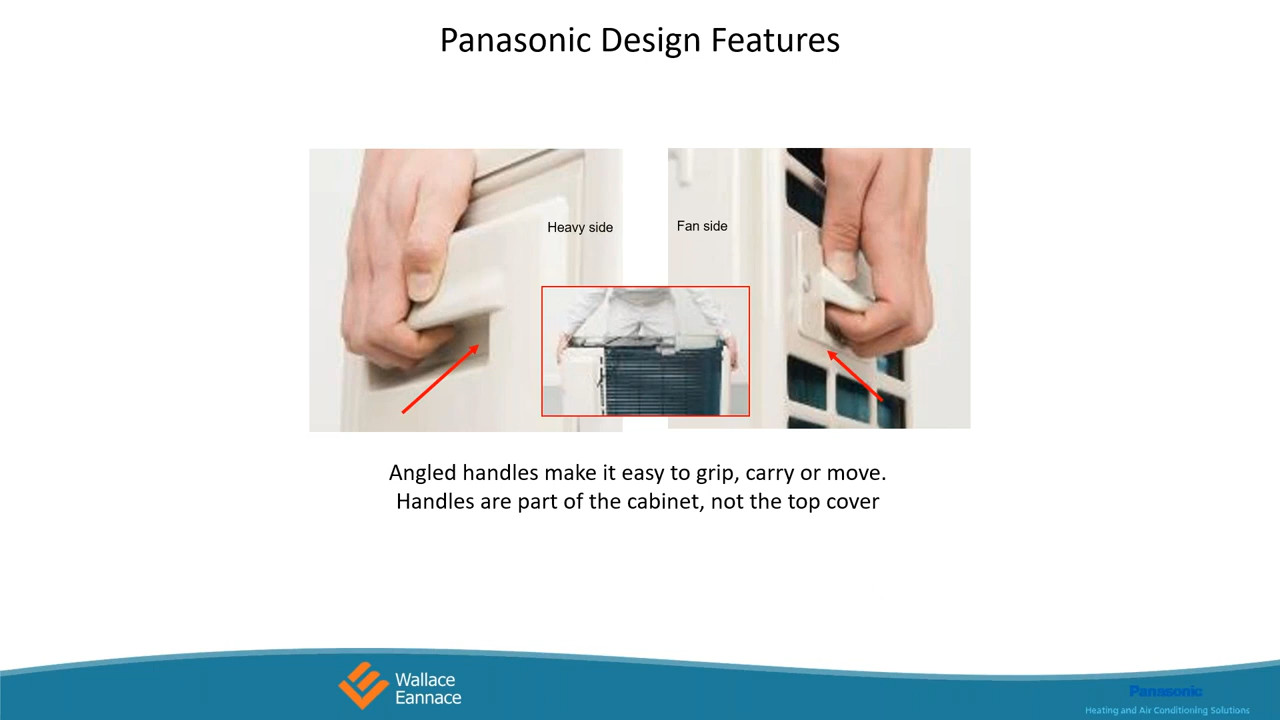 Panasonic Design Features
Heavy side
Fan side
Angled handles make it easy to grip, carry or move.
Handles are part of the cabinet, not the top cover
Wallace
Eannace
Panasonic
Heating and Air Conditioning Solutions